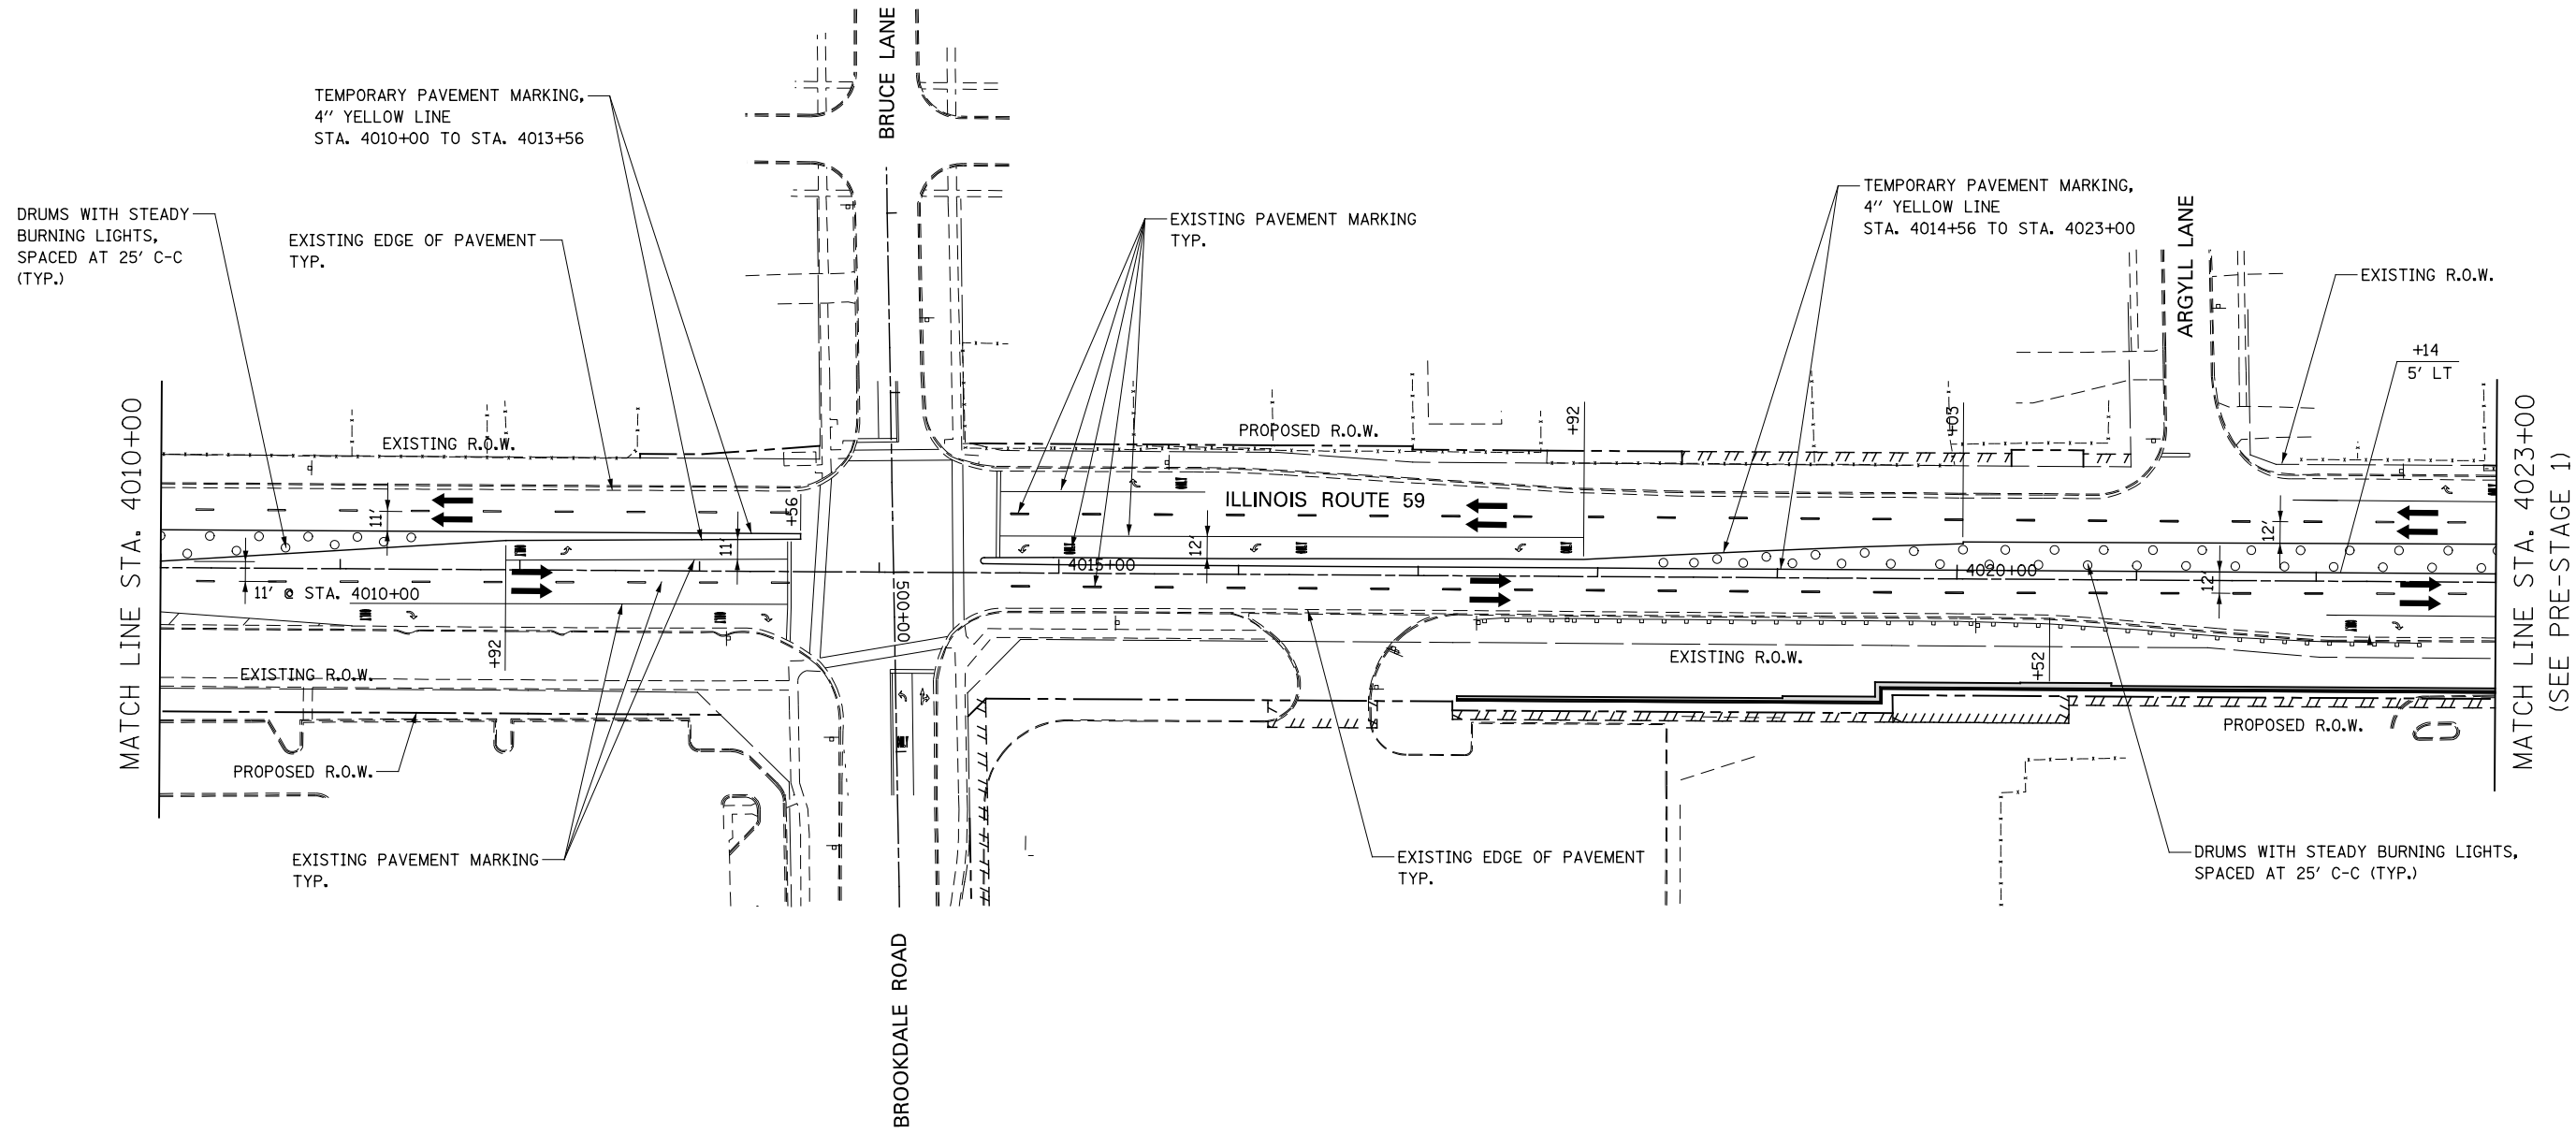 BRUCE LANE
TEMPORARY PAVEMENT MARKING,
4" YELLOW LINE
STA. 4010+00 TO STA. 4013+56
DRUMS WITH STEADY
BURNING LIGHTS,
SPACED AT 25' C-C
(TYP.)
EXISTING EDGE OF PAVEMENT
TYP.
EXISTING PAVEMENT MARKING
TYP.
TEMPORARY PAVEMENT MARKING,
4" YELLOW LINE
STA. 4014+56 TO STA. 4023+00
ARGYLL LANE
EXISTING R.O.W.
+14
5' LT
MATCH LINE STA. 4010+00
EXISTING R.O.W.
PROPOSED R.O.W.
+92
+03
MATCH LINE STA. 4023+00
(SEE PRE-STAGE 1)
11'
+56
ILLINOIS ROUTE 59
12'
11'
12'
4015+00
4020+00
12'
11' @ STA. 4010+00
+92
500+00
EXISTING R.O.W.
EXISTING R.O.W.
+52
PROPOSED R.O.W.
PROPOSED R.O.W.
EXISTING PAVEMENT MARKING
TYP.
EXISTING EDGE OF PAVEMENT
TYP.
DRUMS WITH STEADY BURNING LIGHTS,
SPACED AT 25' C-C (TYP.)
BROOKDALE ROAD